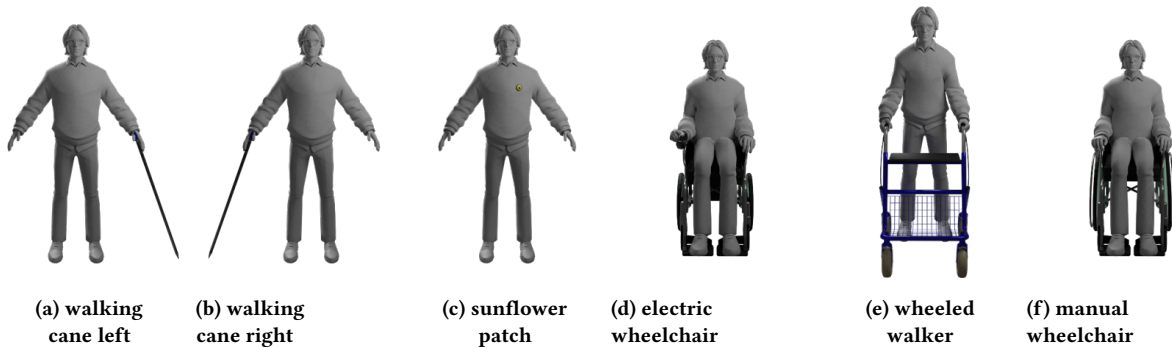 (a) walking
cane left
(b) walking
cane right
(c) sunflower
patch
(d) electric
wheelchair
(e) wheeled
walker
(f) manual
wheelchair